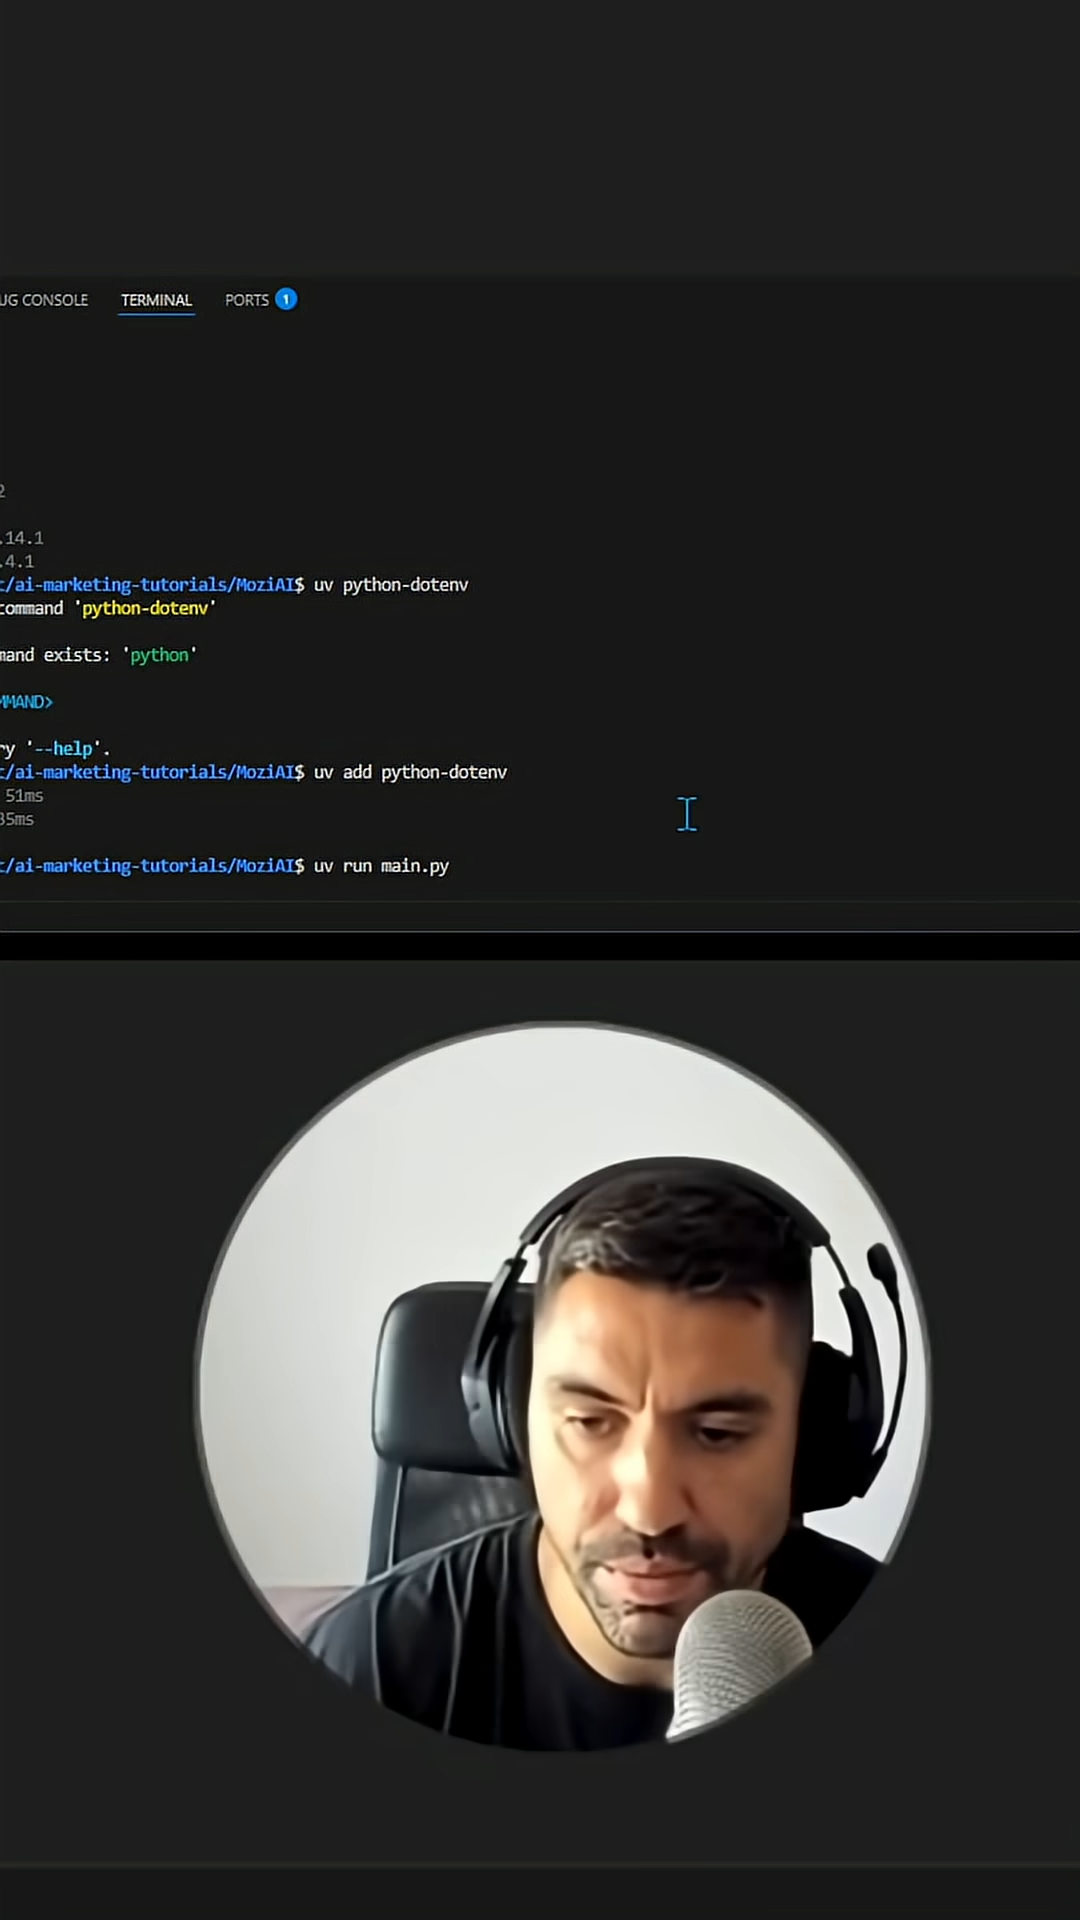 UG CONSOLE TERMINAL PORTS 1
2
.14.1
.4.1
t/ai-marketing-tutorials/MoziAI$ uv python-dotenv
command 'python-dotenv'
mand exists: 'python'
MMAND>
ry '--help'.
t/ai-marketing-tutorials/MoziAI$ uv add python-dotenv
51ms
35ms
t/ai-marketing-tutorials/MoziAI$ uv run main.py